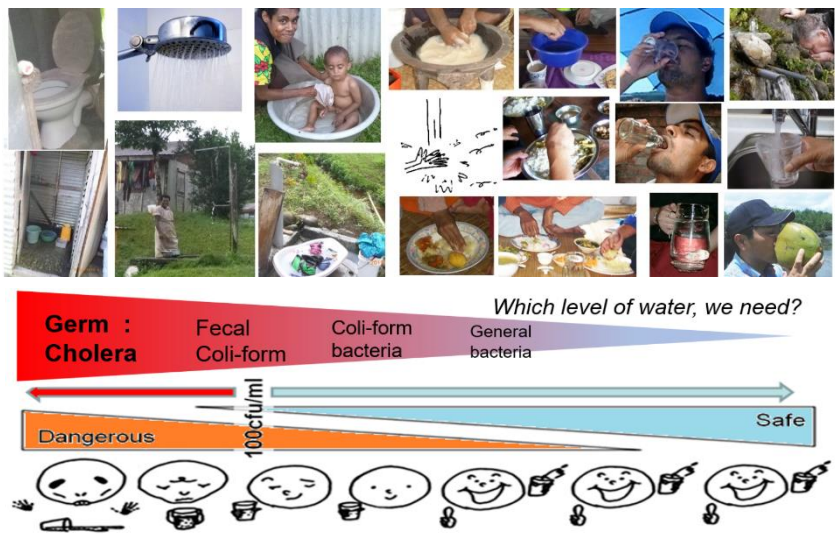 Which level of water, we need?
Germ :
Cholera
Fecal
Coli-form
Coli-form
bacteria
General
bacteria
100cfu/ml
Dangerous
Safe